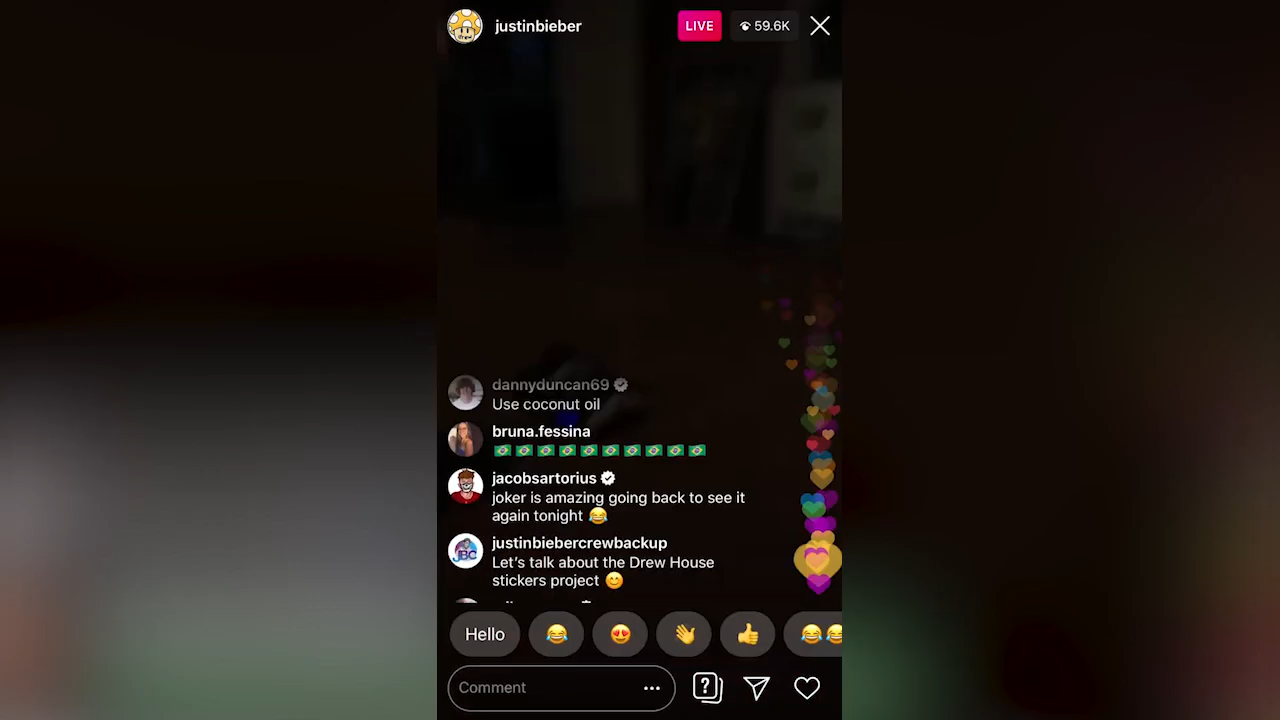 justinbieber
LIVE
59.6K
dannyduncan69
Use coconut oil
bruna.fessina
🇧🇷🇧🇷🇧🇷🇧🇷🇧🇷🇧🇷🇧🇷🇧🇷🇧🇷🇧🇷
jacobsartorius
joker is amazing going back to see it
again tonight 😂
justinbiebercrewbackup
JBC
Let’s talk about the Drew House
stickers project 😊
Hello
Comment